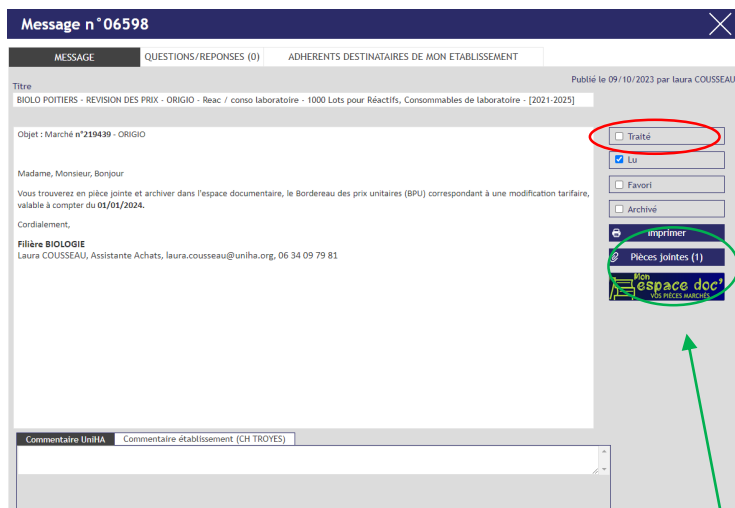 Message n°06598
MESSAGE
QUESTIONS/REPONSES (0)
ADHERENTS DESTINATAIRES DE MON ETABLISSEMENT
Publié le 09/10/2023 par laura COUSSEAU
Titre
BIOLO POITIERS - REVISION DES PRIX - ORIGIO - Reac / conso laboratoire - 1000 Lots pour Réactifs, Consommables de laboratoire - [2021-2025]
Objet : Marché n°219439 - ORIGIO
Madame, Monsieur, Bonjour
Vous trouverez en pièce jointe et archiver dans l'espace documentaire, le Bordereau des prix unitaires (BPU) correspondant à une modification tarifaire,
valable à compter du 01/01/2024.
Cordialement,
Filière BIOLOGIE
Laura COUSSEAU, Assistante Achats, laura.cousseau@uniha.org, 06 34 09 79 81
Traité
Lu
Favori
Archivé
Imprimer
Pièces jointes (1)
Mon
espace doc'
VOS PIÈCES MARCHÉS
Commentaire UniHA
Commentaire établissement (CH TROYES)